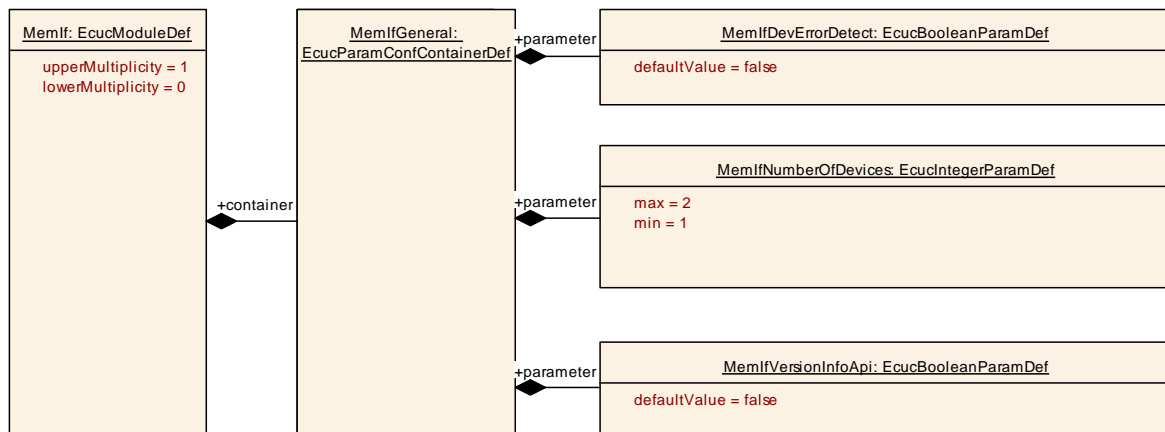 MemIf: EcucModuleDef
upperMultiplicity = 1
lowerMultiplicity = 0
+container
MemIfGeneral:
EcucParamConfContainerDef
+parameter
MemIfDevErrorDetect: EcucBooleanParamDef
defaultValue = false
+parameter
MemIfNumberOfDevices: EcucIntegerParamDef
max = 2
min = 1
+parameter
MemIfVersionInfoApi: EcucBooleanParamDef
defaultValue = false